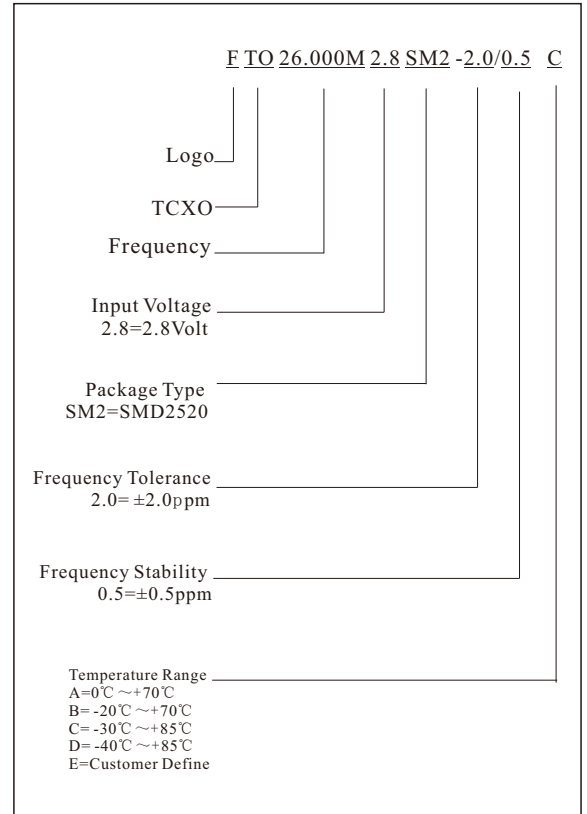 F TO 26.000M 2.8 SM2 -2.0/0.5 C
Logo
TCXO
Frequency
Input Voltage
2.8=2.8Volt
Package Type
SM2=SMD2520
Frequency Tolerance
2.0= ±2.0ppm
Frequency Stability
0.5=±0.5ppm
Temperature Range
A=0℃ ～+70℃
B= -20℃ ～+70℃
C= -30℃ ～+85℃
D= -40℃ ～+85℃
E=Customer Define